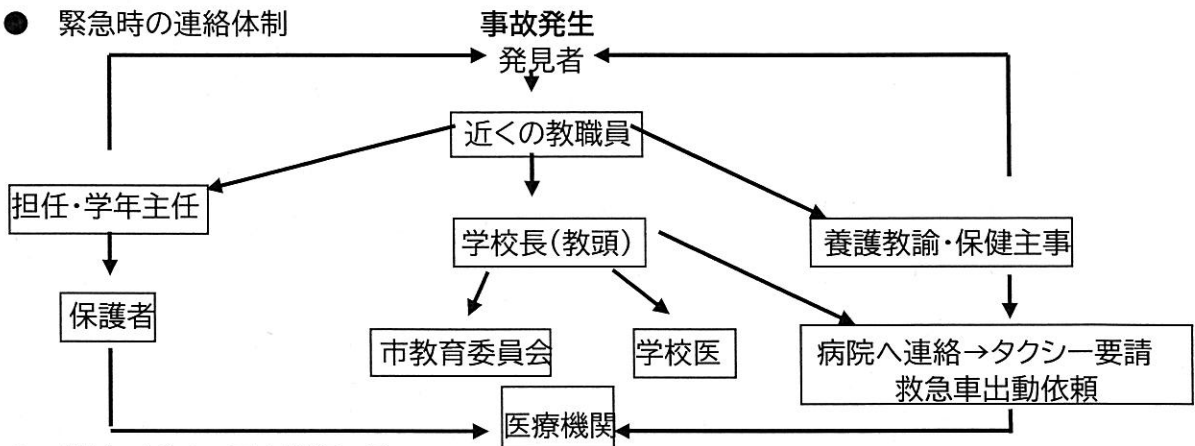 ● 緊急時の連絡体制
事故発生
発見者
近くの教職員
担任・学年主任
学校長(教頭)
養護教諭・保健主事
保護者
市教育委員会
学校医
病院へ連絡→タクシー要請
救急車出動依頼
医療機関